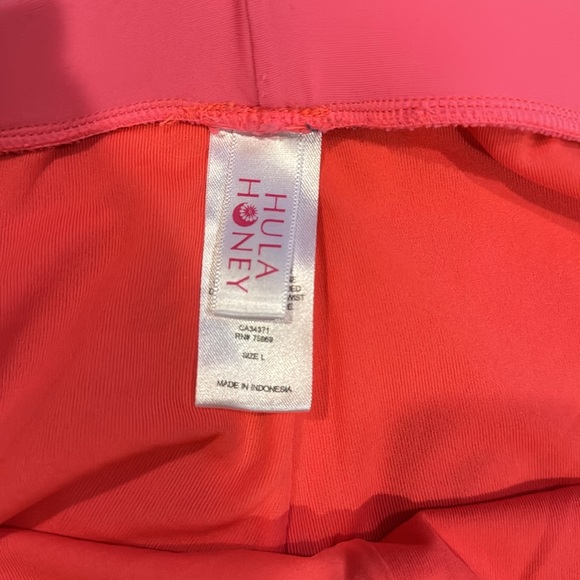 HULA
HONEY
CA34371
RN# 75869
SIZE L
MADE IN INDONESIA